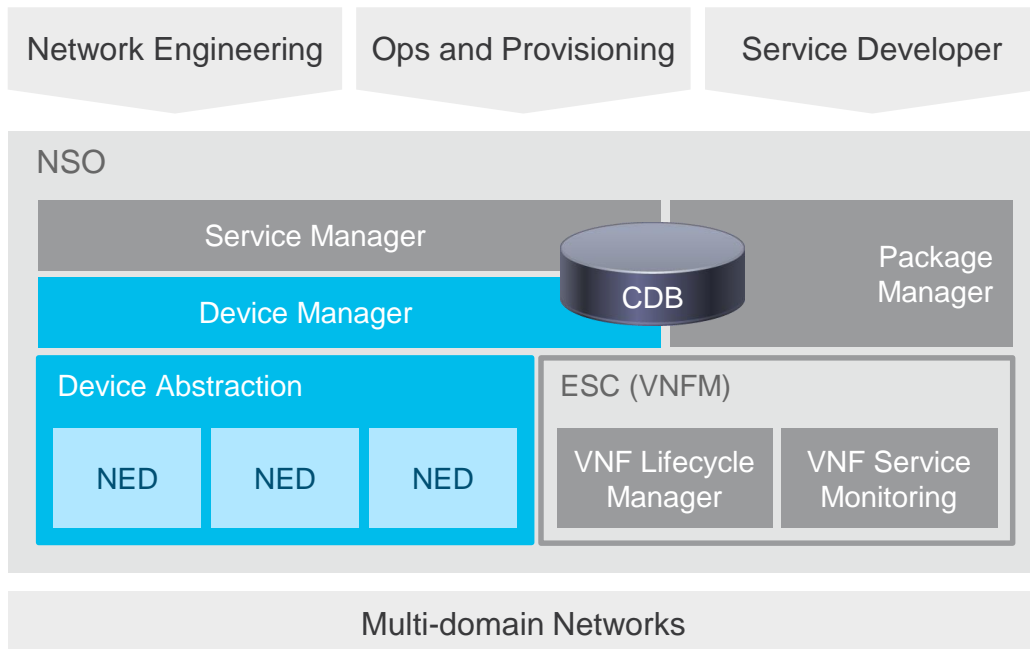 Network Engineering
Ops and Provisioning
Service Developer
NSO
Service Manager
Device Manager
CDB
Package
Manager
Device Abstraction
NED
NED
NED
ESC (VNFM)
VNF Lifecycle
Manager
VNF Service
Monitoring
Multi-domain Networks